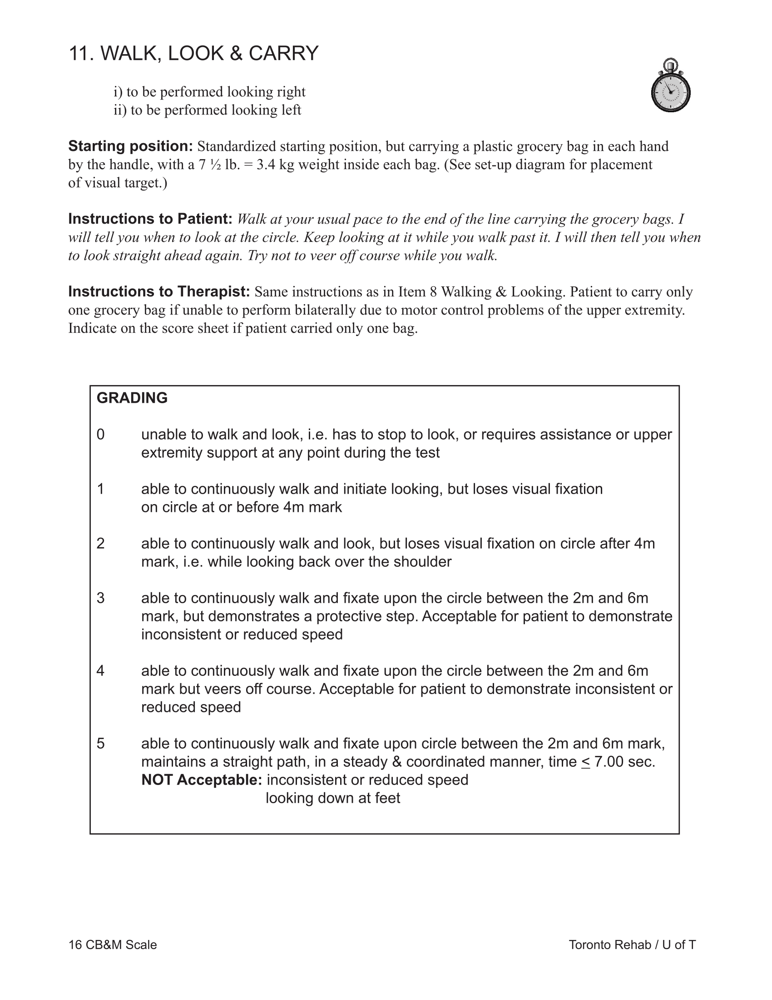 11. WALK, LOOK & CARRY
i) to be performed looking right
ii) to be performed looking left
Starting position: Standardized starting position, but carrying a plastic grocery bag in each hand
by the handle, with a 7 ½ lb. = 3.4 kg weight inside each bag. (See set-up diagram for placement
of visual target.)
Instructions to Patient: Walk at your usual pace to the end of the line carrying the grocery bags. I
will tell you when to look at the circle. Keep looking at it while you walk past it. I will then tell you when
to look straight ahead again. Try not to veer off course while you walk.
Instructions to Therapist: Same instructions as in Item 8 Walking & Looking. Patient to carry only
one grocery bag if unable to perform bilaterally due to motor control problems of the upper extremity.
Indicate on the score sheet if patient carried only one bag.
GRADING
0 unable to walk and look, i.e. has to stop to look, or requires assistance or upper
extremity support at any point during the test
1 able to continuously walk and initiate looking, but loses visual fixation
on circle at or before 4m mark
2 able to continuously walk and look, but loses visual fixation on circle after 4m
mark, i.e. while looking back over the shoulder
3 able to continuously walk and fixate upon the circle between the 2m and 6m
mark, but demonstrates a protective step. Acceptable for patient to demonstrate
inconsistent or reduced speed
4 able to continuously walk and fixate upon the circle between the 2m and 6m
mark but veers off course. Acceptable for patient to demonstrate inconsistent or
reduced speed
5 able to continuously walk and fixate upon circle between the 2m and 6m mark,
maintains a straight path, in a steady & coordinated manner, time ≤ 7.00 sec.
NOT Acceptable: inconsistent or reduced speed
looking down at feet
16 CB&M Scale
Toronto Rehab / U of T